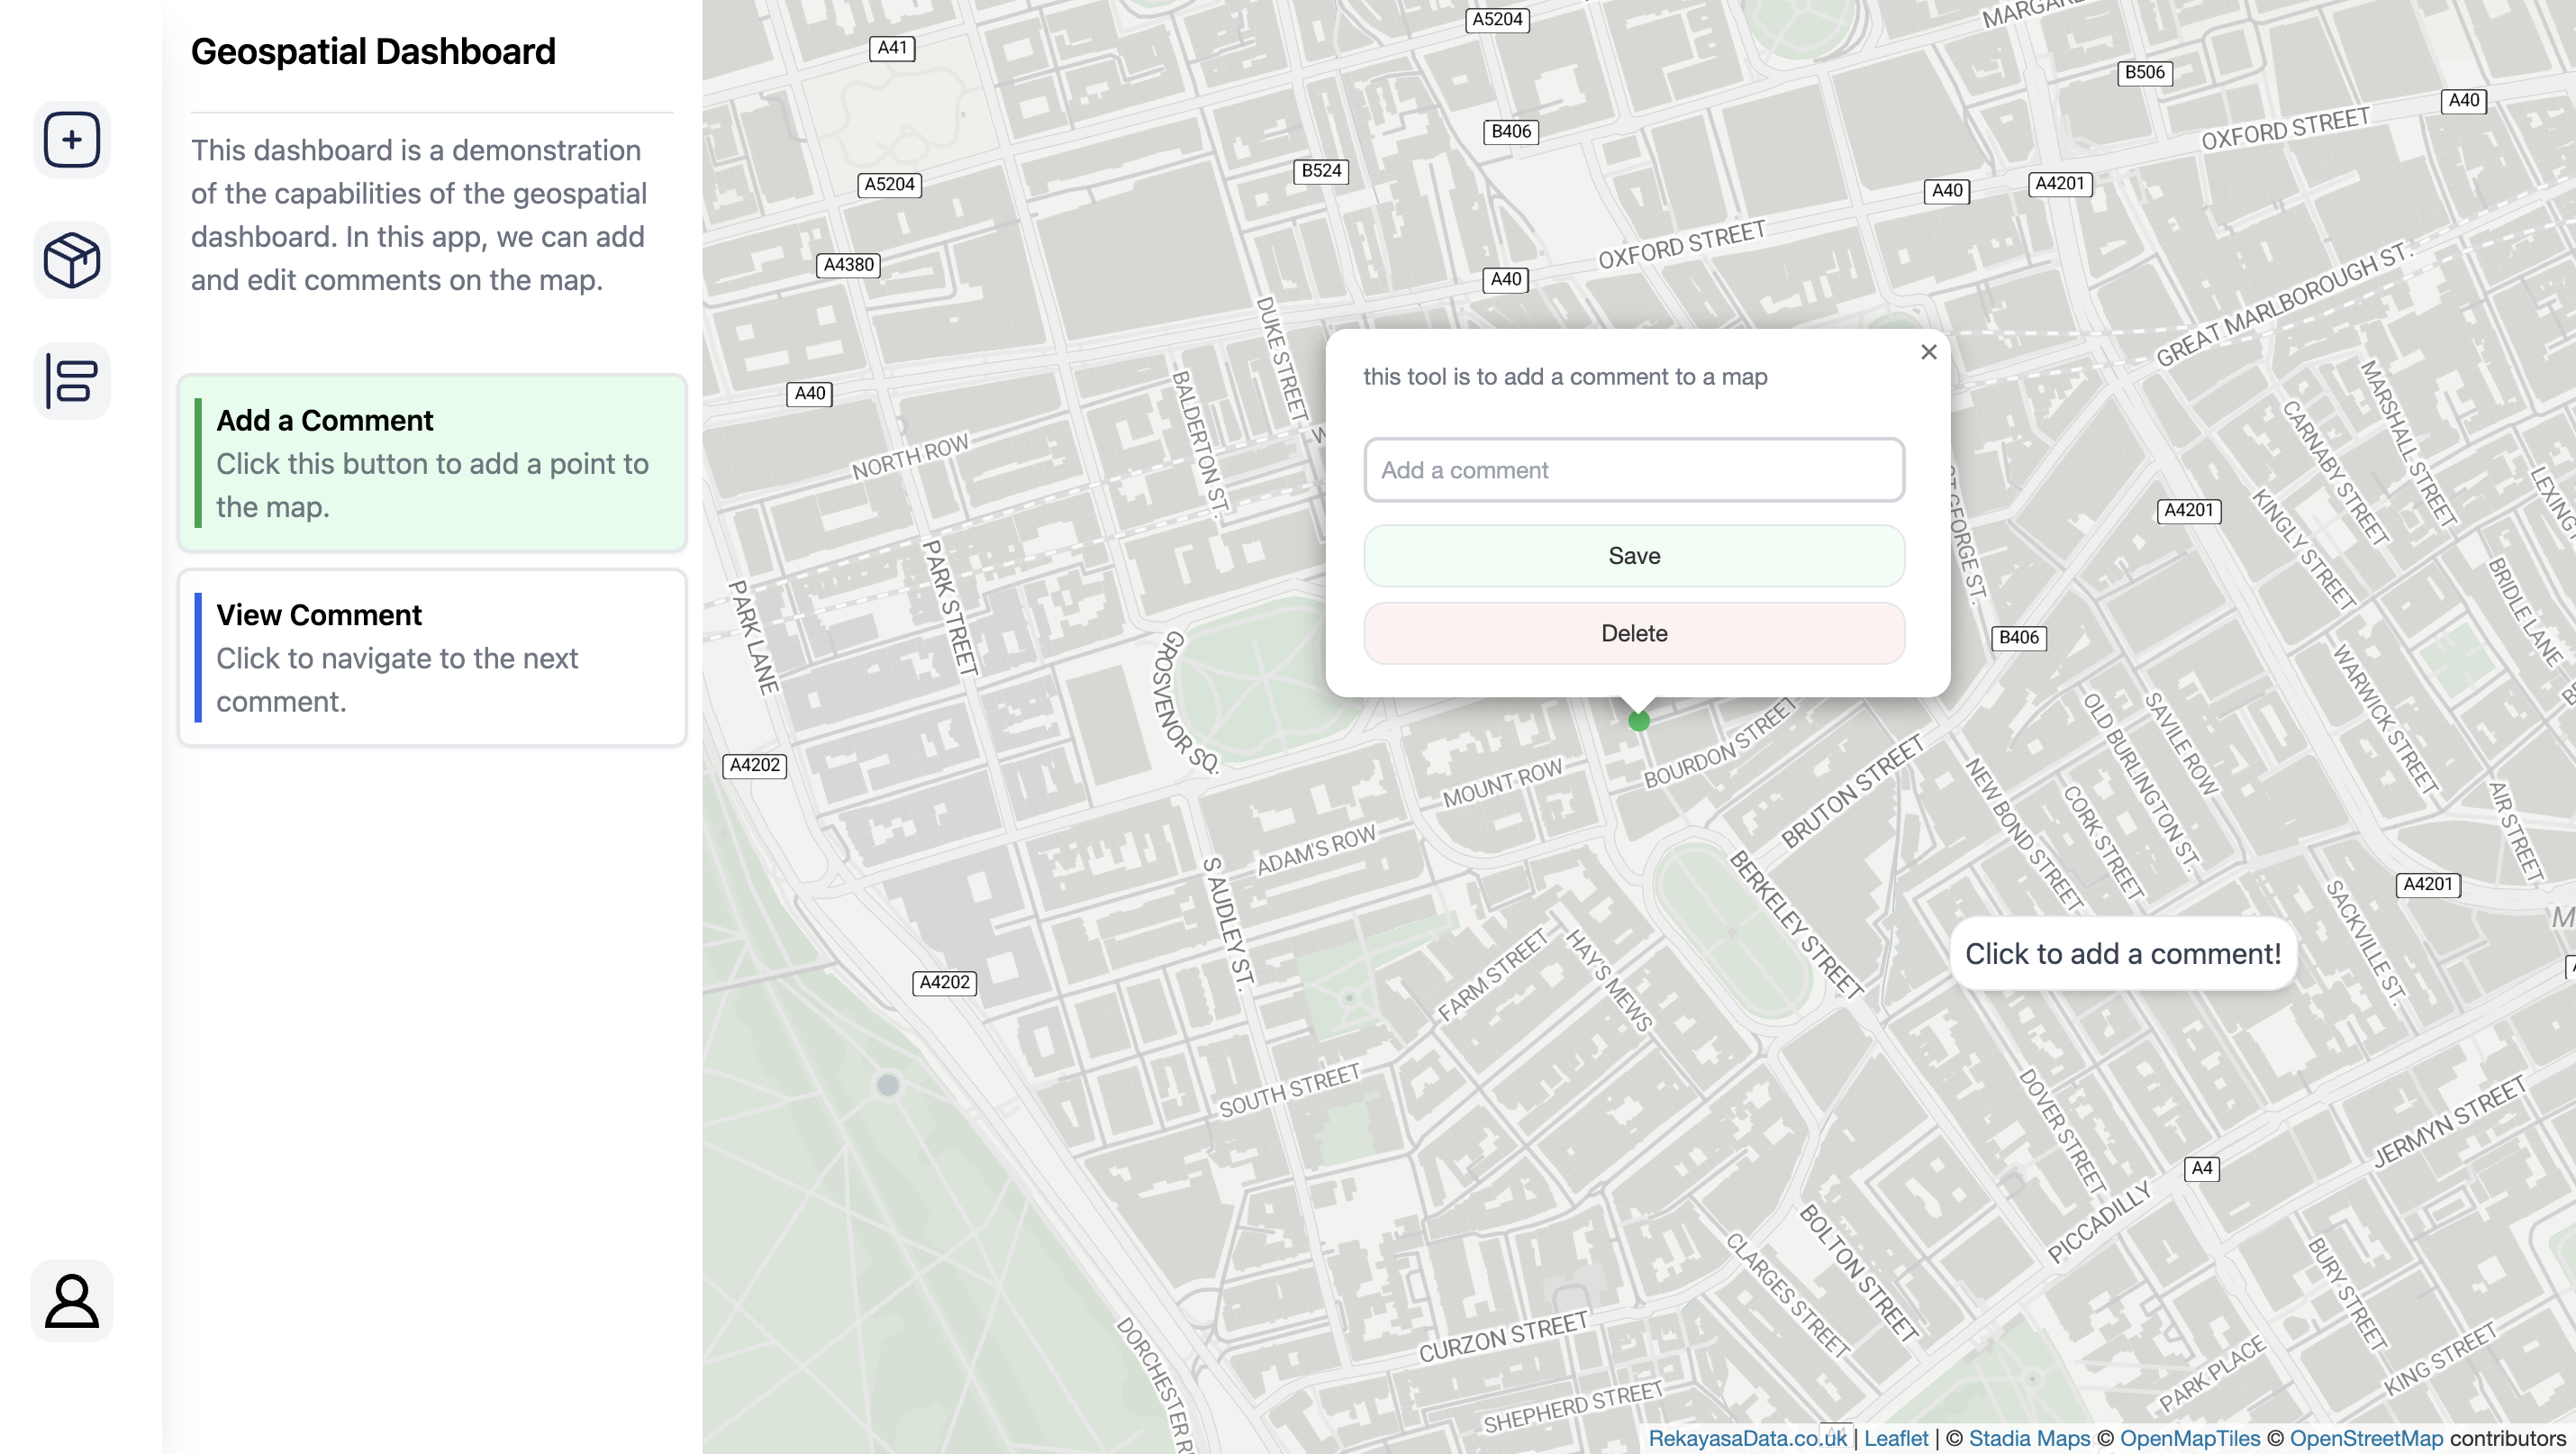 Geospatial Dashboard
This dashboard is a demonstration
of the capabilities of the geospatial
dashboard. In this app, we can add
and edit comments on the map.
Add a Comment
Click this button to add a point to
the map.
View Comment
Click to navigate to the next
comment.
A5204
A41
B506
A40
OXFORD STREET
B406
B524
A5204
A40
A4201
OXFORD STREET
A4380
A40
GREAT MARLBOROUGH ST.
DUKE STREET
this tool is to add a comment to a map
Add a comment
Save
Delete
A40
BALDERTON ST.
NORTH ROW
MARSHALL STREET
CARNABY STREET
KINGLY STREET
A4201
PARK STREET
PARK LANE
BRIDLE LANE
B406
GROSVENOR SQ.
WARWICK STREET
SAVILE ROW
OLD BURLINGTON ST.
BOURDON STREET
A4202
MOUNT ROW
BRUTON STREET
NEW BOND STREET
CORK STREET
AIR STREET
ADAM'S ROW
S AUDLEY ST.
BERKELEY STREET
A4201
SACKVILLE ST.
Click to add a comment!
FARM STREET
HAY'S MEWS
A4202
SOUTH STREET
DOVER STREET
JERMYN STREET
A4
PICCADILLY
BOLTON STREET
CLARGES STREET
BURY STREET
CURZON STREET
PARK PLACE
KING STREET
SHEPHERD STREET
RekayasaData.co.uk | Leaflet | © Stadia Maps © OpenMapTiles © OpenStreetMap contributors